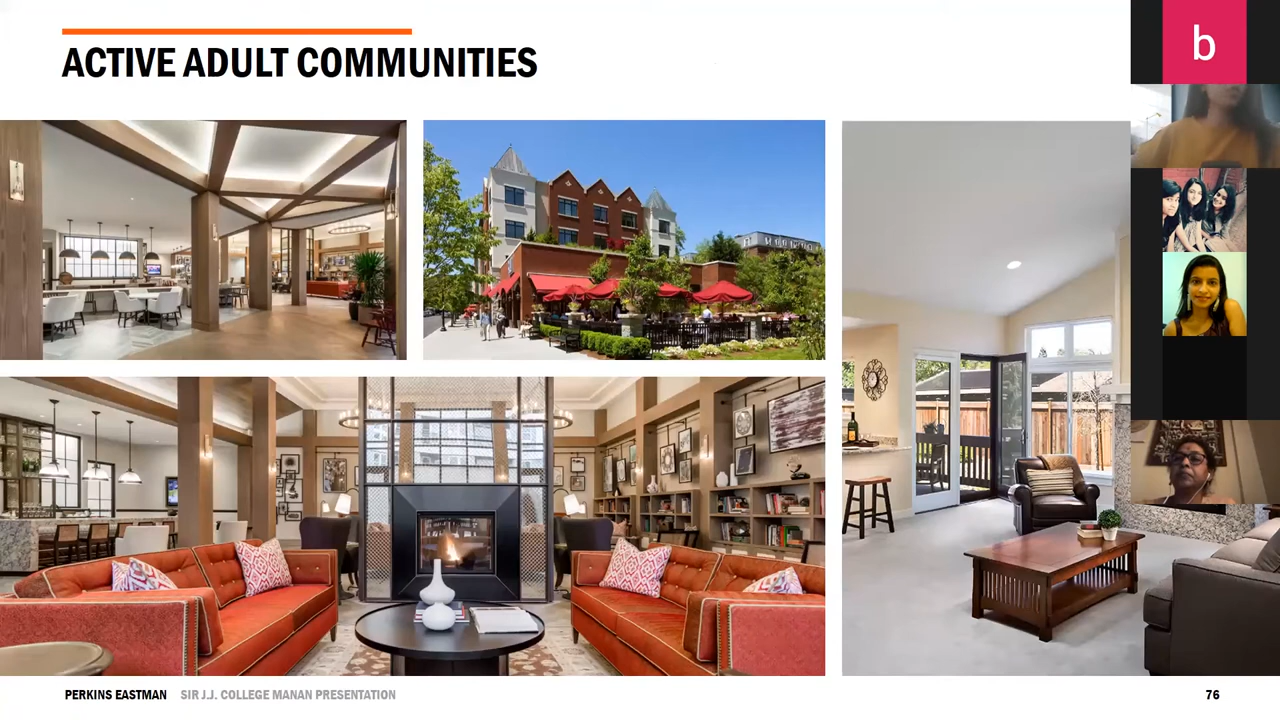 ACTIVE ADULT COMMUNITIES
b
PERKINS EASTMAN SIR J.J. COLLEGE MANAN PRESENTATION
76